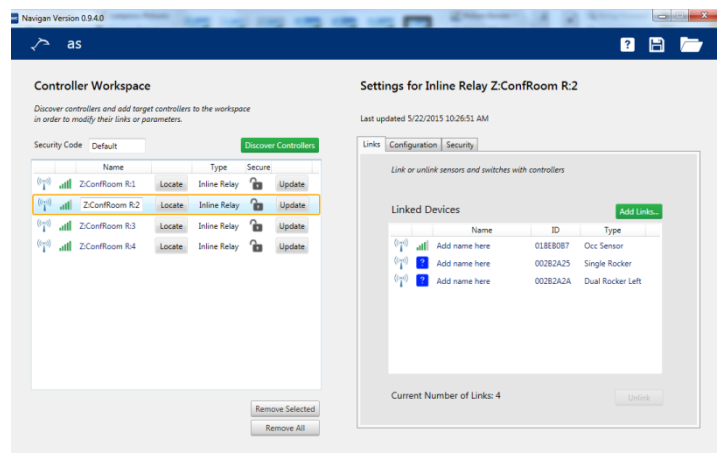 Navigan Version 0.9.4.0
as
?
Controller Workspace
Discover controllers and add target controllers to the workspace
in order to modify their links or parameters.
Security Code Default Discover Controllers
Name Type Secure
Z:ConfRoom R:1 Locate Inline Relay Update
Z:ConfRoom R:2 Locate Inline Relay Update
Z:ConfRoom R:3 Locate Inline Relay Update
Z:ConfRoom R:4 Locate Inline Relay Update
Remove Selected
Remove All
Settings for Inline Relay Z:ConfRoom R:2
Last updated 5/22/2015 10:26:51 AM
Links Configuration Security
Link or unlink sensors and switches with controllers
Linked Devices Add Links...
Name ID Type
Add name here 018EB0B7 Occ Sensor
? Add name here 002B2A25 Single Rocker
? Add name here 002B2A2A Dual Rocker Left
Current Number of Links: 4 Unlink